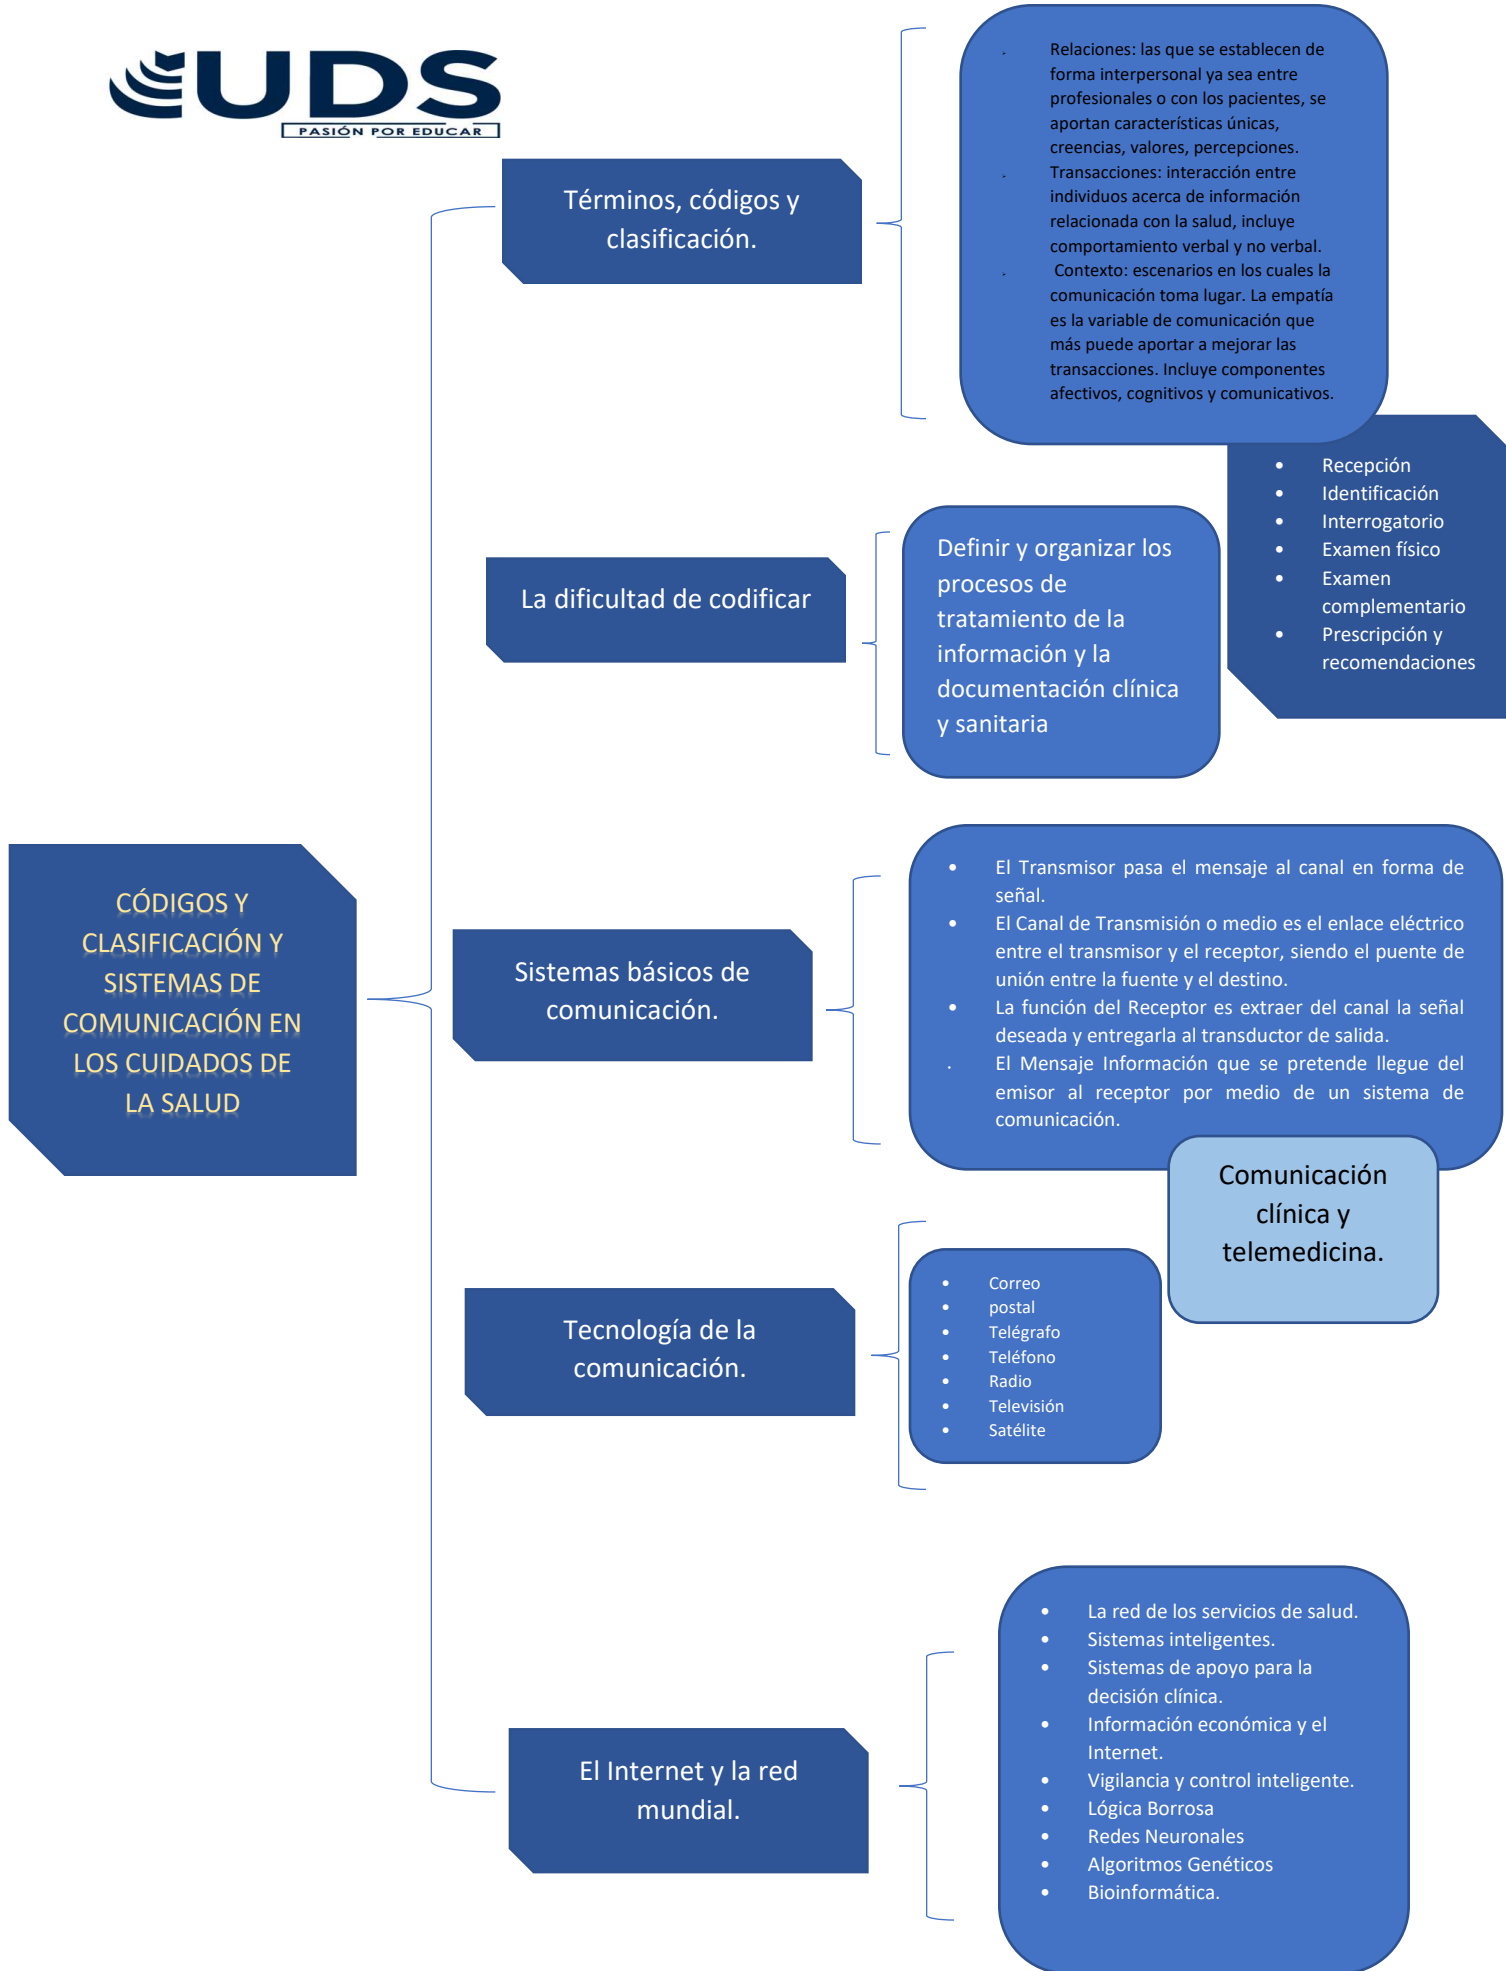 UDS
PASIÓN POR EDUCAR
CÓDIGOS Y
CLASIFICACIÓN Y
SISTEMAS DE
COMUNICACIÓN EN
LOS CUIDADOS DE
LA SALUD
Términos, códigos y
clasificación.
Relaciones: las que se establecen de
forma interpersonal ya sea entre
profesionales o con los pacientes, se
aportan características únicas,
creencias, valores, percepciones.
Transacciones: interacción entre
individuos acerca de información
relacionada con la salud, incluye
comportamiento verbal y no verbal.
Contexto: escenarios en los cuales la
comunicación toma lugar. La empatía
es la variable de comunicación que
más puede aportar a mejorar las
transacciones. Incluye componentes
afectivos, cognitivos y comunicativos.
La dificultad de codificar
Definir y organizar los
procesos de
tratamiento de la
información y la
documentación clínica
y sanitaria
• Recepción
• Identificación
• Interrogatorio
• Examen físico
• Examen
complementario
• Prescripción y
recomendaciones
Sistemas básicos de
comunicación.
• El Transmisor pasa el mensaje al canal en forma de
señal.
• El Canal de Transmisión o medio es el enlace eléctrico
entre el transmisor y el receptor, siendo el puente de
unión entre la fuente y el destino.
• La función del Receptor es extraer del canal la señal
deseada y entregarla al transductor de salida.
. El Mensaje Información que se pretende llegue del
emisor al receptor por medio de un sistema de
comunicación.
Comunicación
clínica y
telemedicina.
Tecnología de la
comunicación.
• Correo
• postal
• Telégrafo
• Teléfono
• Radio
• Televisión
• Satélite
El Internet y la red
mundial.
• La red de los servicios de salud.
• Sistemas inteligentes.
• Sistemas de apoyo para la
decisión clínica.
• Información económica y el
Internet.
• Vigilancia y control inteligente.
• Lógica Borrosa
• Redes Neuronales
• Algoritmos Genéticos
• Bioinformática.